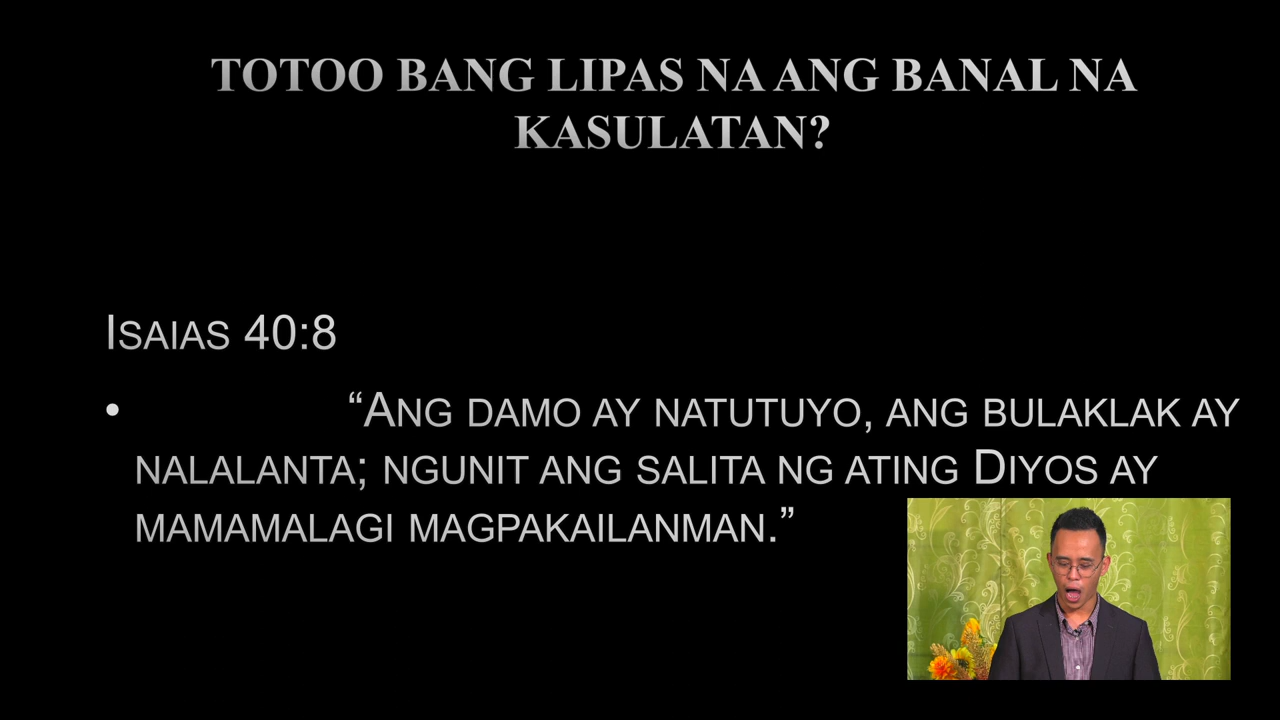 TOTOO BANG LIPAS NA ANG BANAL NA
KASULATAN?
ISAIAS 40:8
• “ANG DAMO AY NATUTUYO, ANG BULAKLAK AY
NALALANTA; NGUNIT ANG SALITA NG ATING DIYOS AY
MAMAMALAGI MAGPAKAILANMAN.”